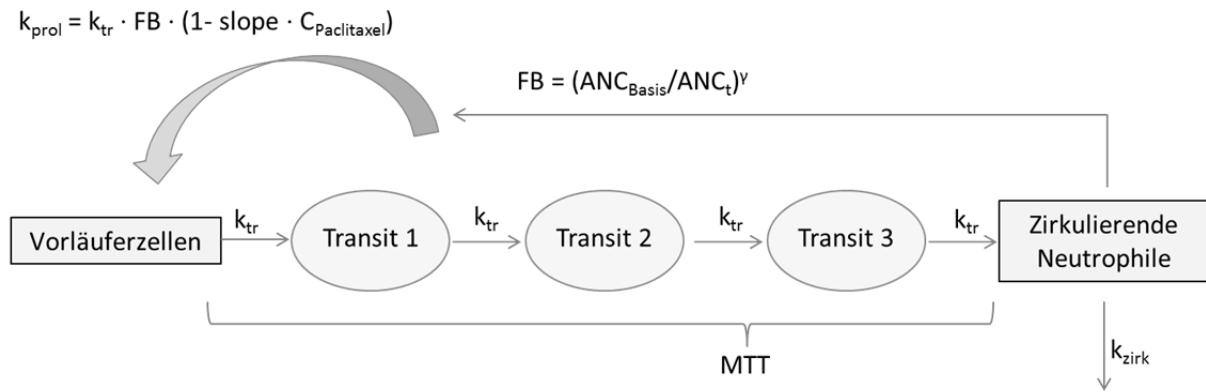 k_prol = k_tr · FB · (1- slope · C_Paclitaxel)
FB = (ANC_Basis/ANC_t)^γ
Vorläuferzellen
k_tr
Transit 1
k_tr
Transit 2
k_tr
Transit 3
k_tr
Zirkulierende
Neutrophile
MTT
k_zirk